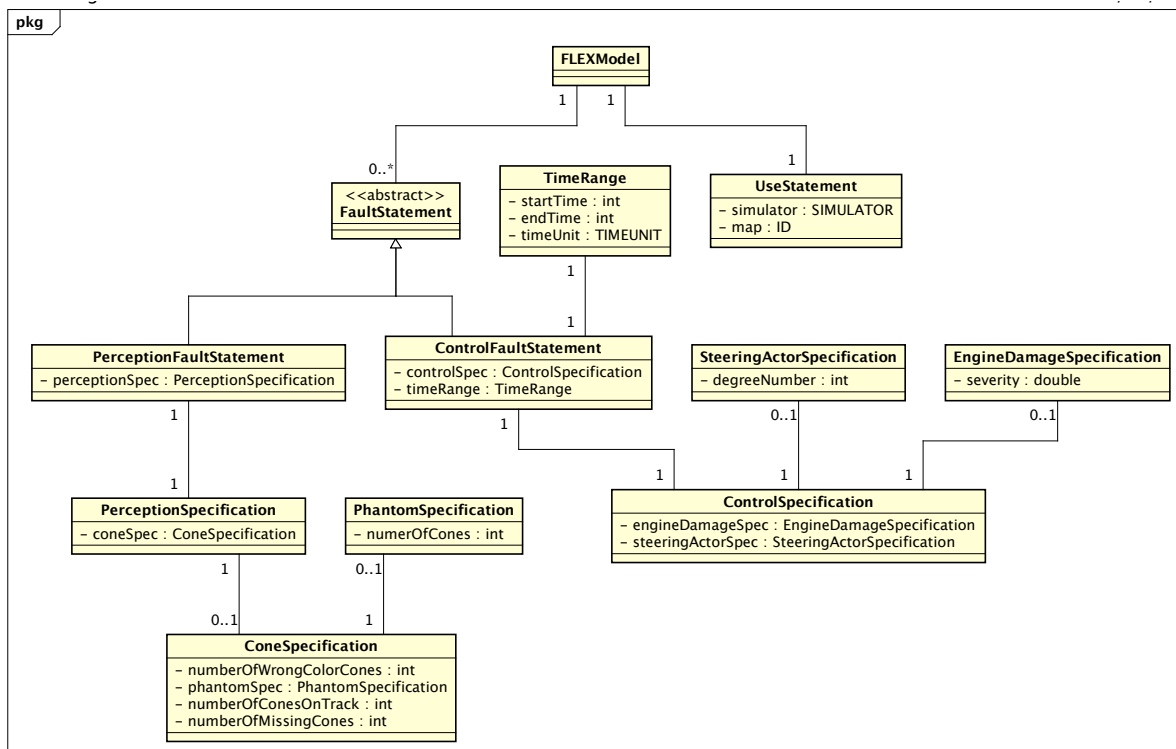 pkg
FLEXModel
1
1
0..*
1
<<abstract>>
FaultStatement
TimeRange
- startTime : int
- endTime : int
- timeUnit : TIMEUNIT
UseStatement
- simulator : SIMULATOR
- map : ID
1
1
PerceptionFaultStatement
- perceptionSpec : PerceptionSpecification
ControlFaultStatement
- controlSpec : ControlSpecification
- timeRange : TimeRange
SteeringActorSpecification
- degreeNumber : int
EngineDamageSpecification
- severity : double
1
1
0..1
0..1
1
1
1
1
PerceptionSpecification
- coneSpec : ConeSpecification
PhantomSpecification
- numerOfCones : int
ControlSpecification
- engineDamageSpec : EngineDamageSpecification
- steeringActorSpec : SteeringActorSpecification
1
0..1
0..1
1
ConeSpecification
- numberOfWrongColorCones : int
- phantomSpec : PhantomSpecification
- numberOfConesOnTrack : int
- numberOfMissingCones : int